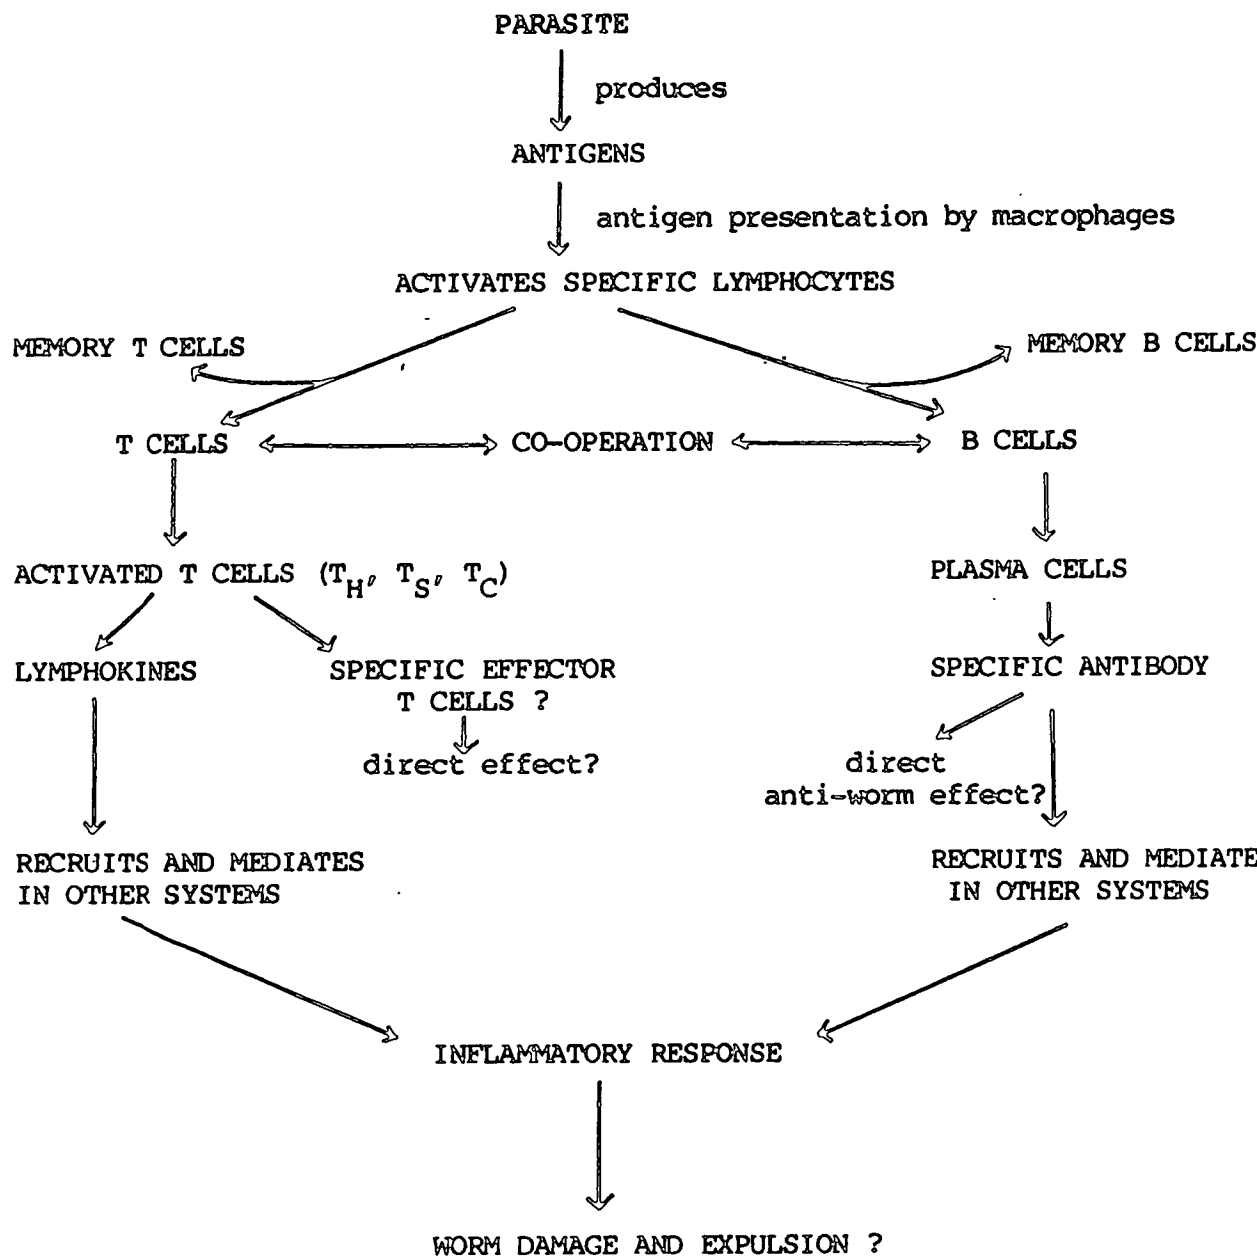 PARASITE
produces
ANTIGENS
antigen presentation by macrophages
ACTIVATES SPECIFIC LYMPHOCYTES
MEMORY T CELLS
MEMORY B CELLS
T CELLS
CO-OPERATION
B CELLS
ACTIVATED T CELLS (TH, TS, TC)
PLASMA CELLS
LYMPHOKINES
SPECIFIC EFFECTOR
T CELLS ?
SPECIFIC ANTIBODY
direct effect?
direct
anti-worm effect?
RECRUITS AND MEDIATES
IN OTHER SYSTEMS
RECRUITS AND MEDIATE
IN OTHER SYSTEMS
INFLAMMATORY RESPONSE
WORM DAMAGE AND EXPULSION ?